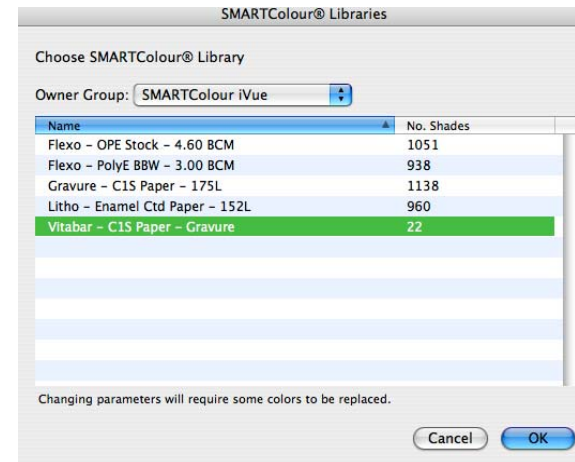 SMARTColour® Libraries
Choose SMARTColour® Library
Owner Group: SMARTColour iVue
Name No. Shades
Flexo - OPE Stock - 4.60 BCM 1051
Flexo - PolyE BBW - 3.00 BCM 938
Gravure - C1S Paper - 175L 1138
Litho - Enamel Ctd Paper - 152L 960
Vitabar - C1S Paper - Gravure 22
Changing parameters will require some colors to be replaced.
Cancel OK